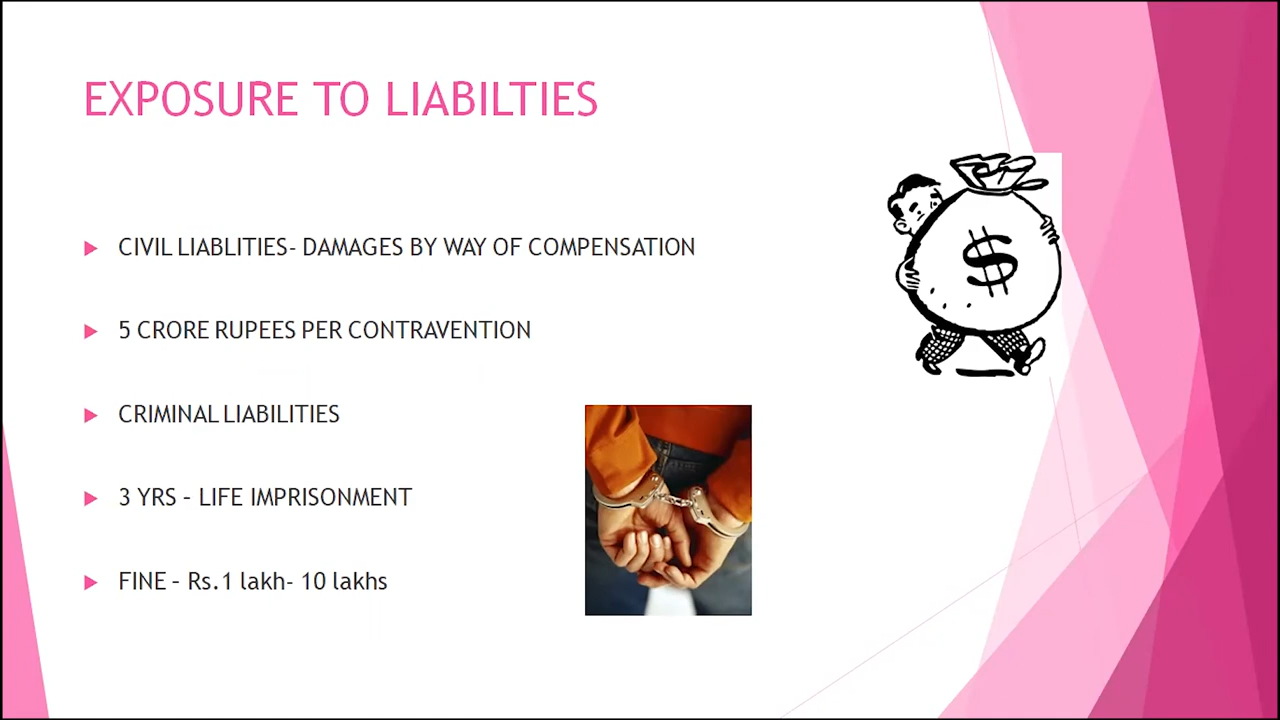 EXPOSURE TO LIABILTIES
CIVIL LIABLITIES- DAMAGES BY WAY OF COMPENSATION
5 CRORE RUPEES PER CONTRAVENTION
CRIMINAL LIABILITIES
3 YRS – LIFE IMPRISONMENT
FINE – Rs.1 lakh- 10 lakhs
$